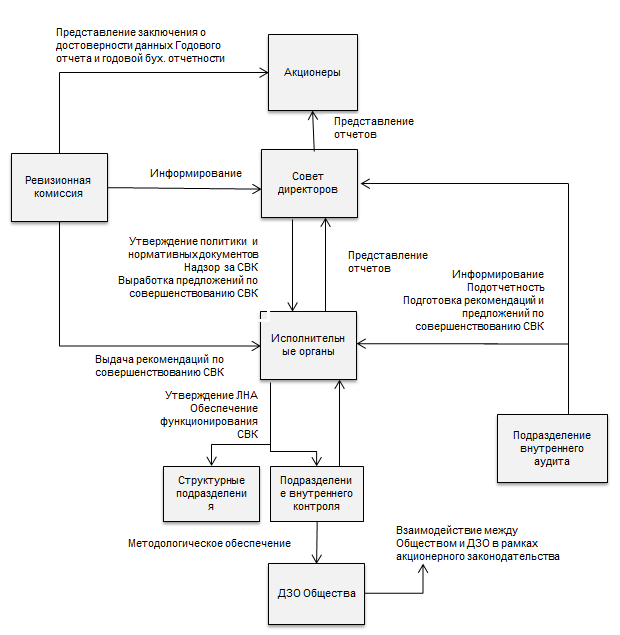 Представление заключения о
достоверности данных Годового
отчета и годовой бух. отчетности
Акционеры
Представление
отчетов
Ревизионная
комиссия
Информирование
Совет
директоров
Утверждение политики и
нормативных документов
Надзор за СВК
Выработка предложений по
совершенствованию СВК
Представление
отчетов
Информирование
Подотчетность
Подготовка рекомендаций и
предложений по
совершенствованию СВК
Исполнительн
ые органы
Выдача рекомендаций по
совершенствованию СВК
Утверждение ЛНА
Обеспечение
функционирования
СВК
Подразделение
внутреннего
аудита
Структурные
подразделени
я
Подразделени
е внутреннего
контроля
Методологическое обеспечение
Взаимодействие между
Обществом и ДЗО в рамках
акционерного законодательства
ДЗО Общества